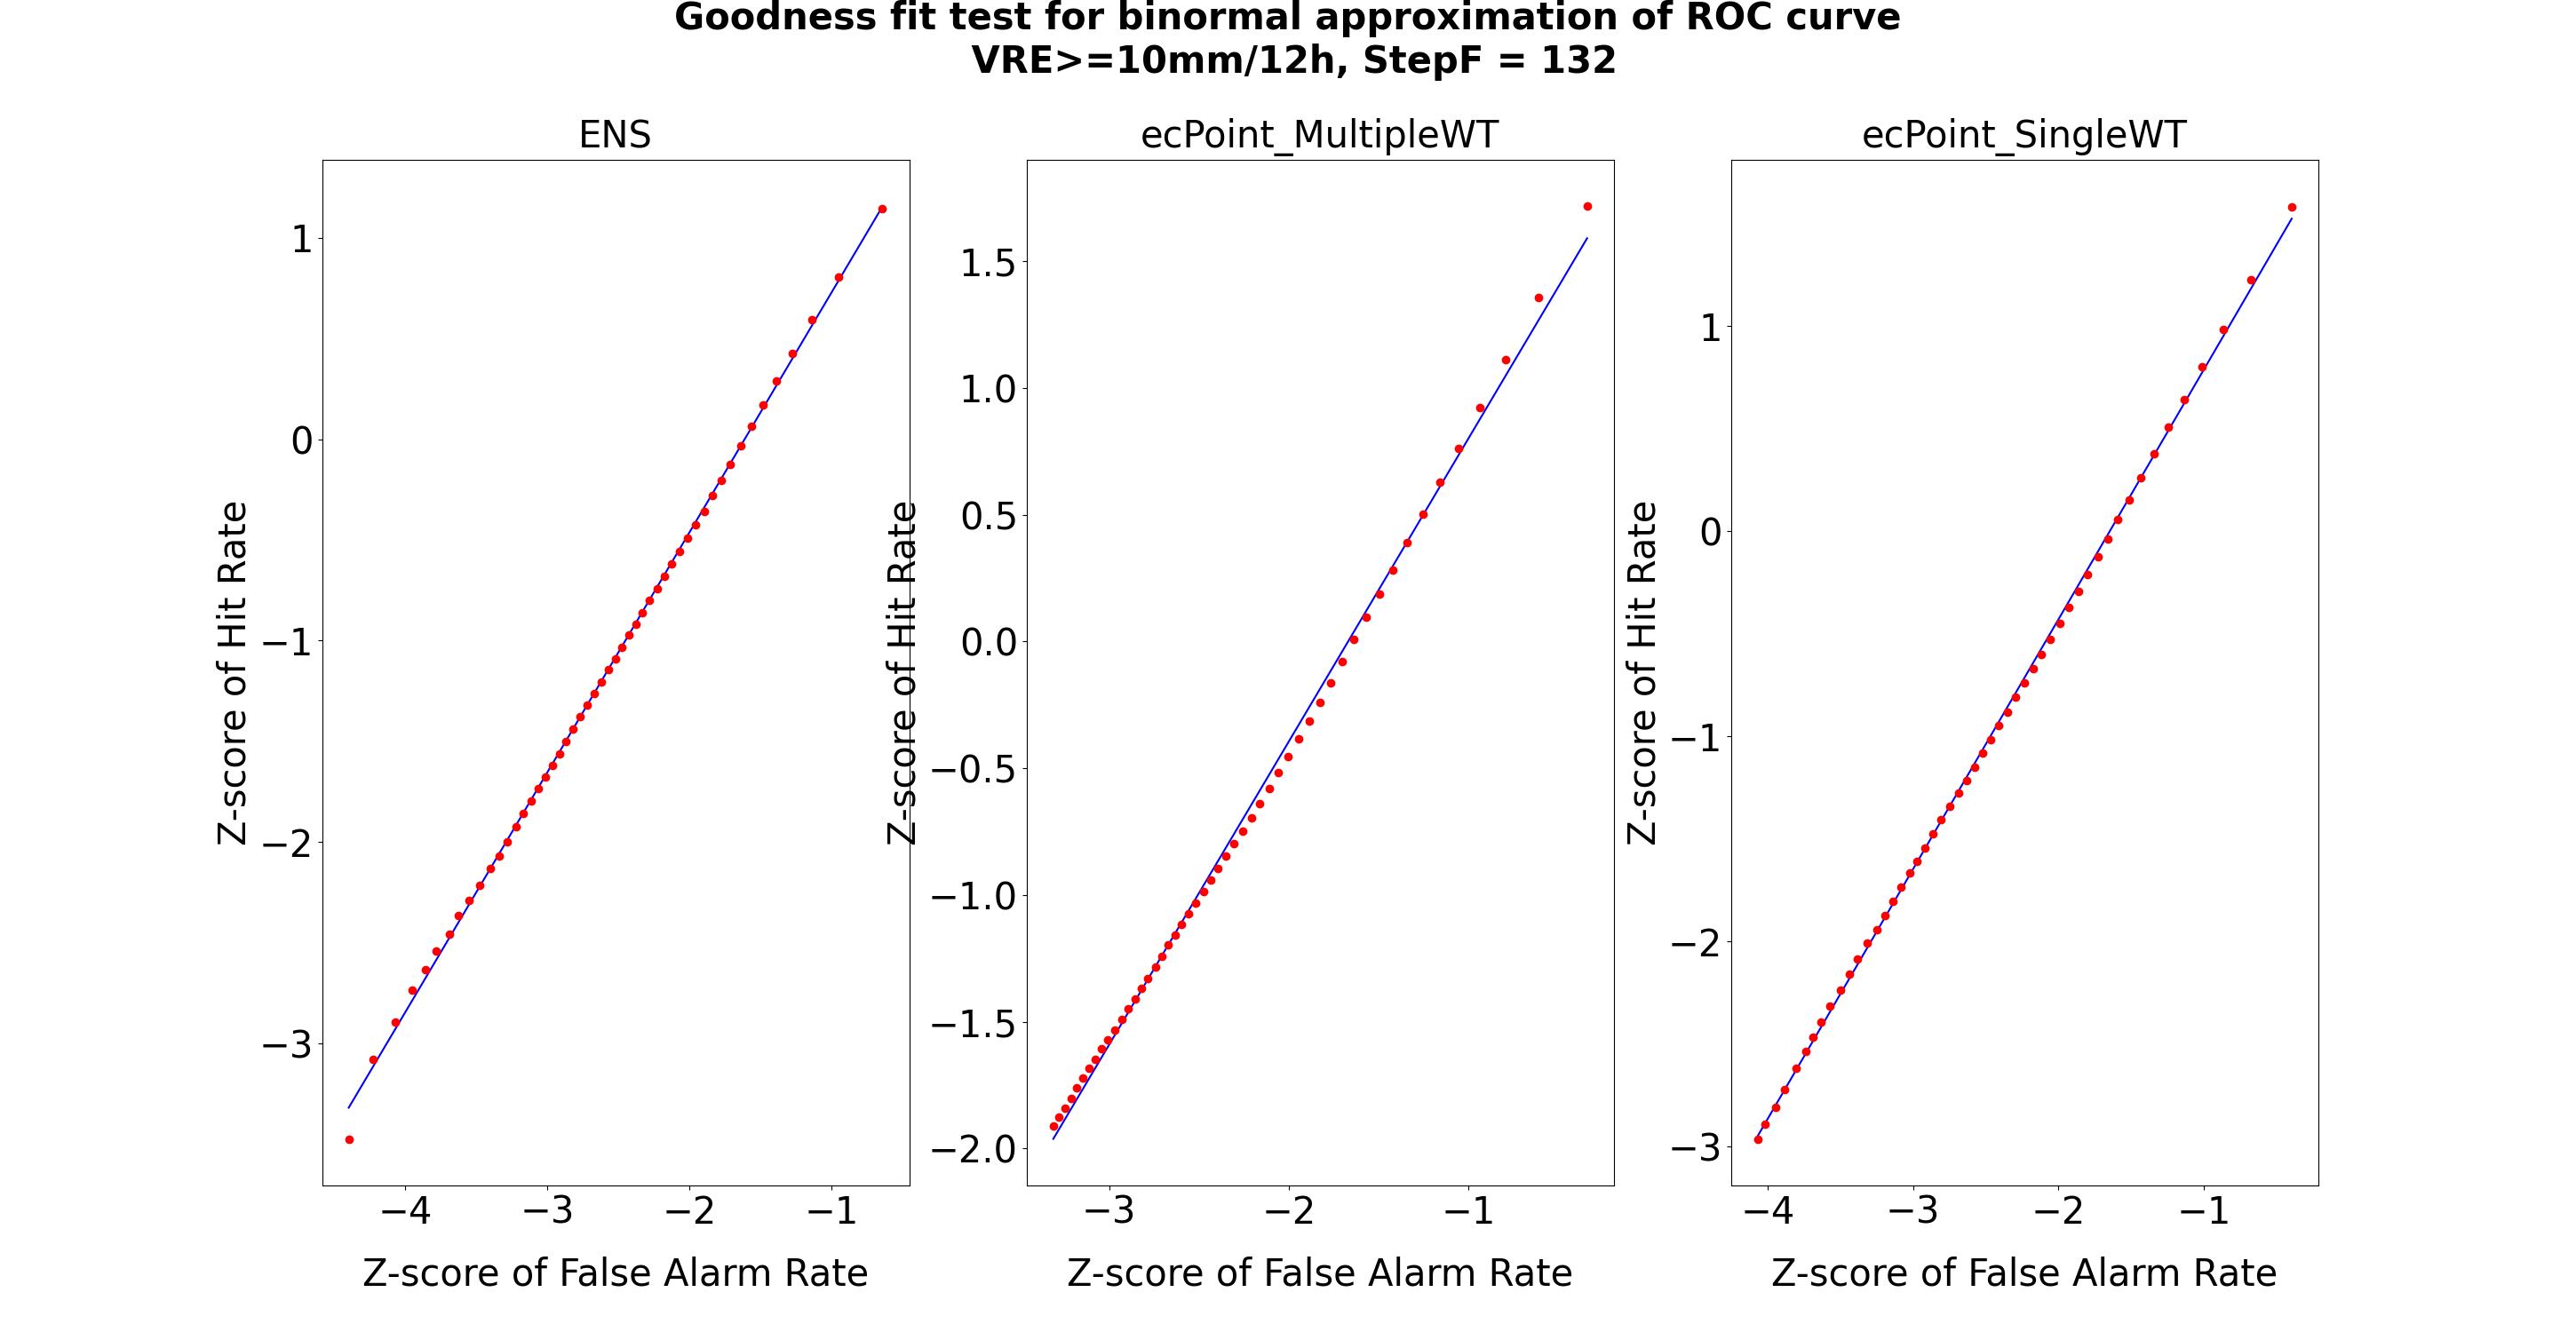 Goodness fit test for binormal approximation of ROC curve
VRE>=10mm/12h, StepF = 132
ENS
1
0
−1
−2
−3
Z-score of Hit Rate
−4 −3 −2 −1
Z-score of False Alarm Rate
ecPoint_MultipleWT
1.5
1.0
0.5
0.0
−0.5
−1.0
−1.5
−2.0
Z-score of Hit Rate
−3 −2 −1
Z-score of False Alarm Rate
ecPoint_SingleWT
1
0
−1
−2
−3
Z-score of Hit Rate
−4 −3 −2 −1
Z-score of False Alarm Rate